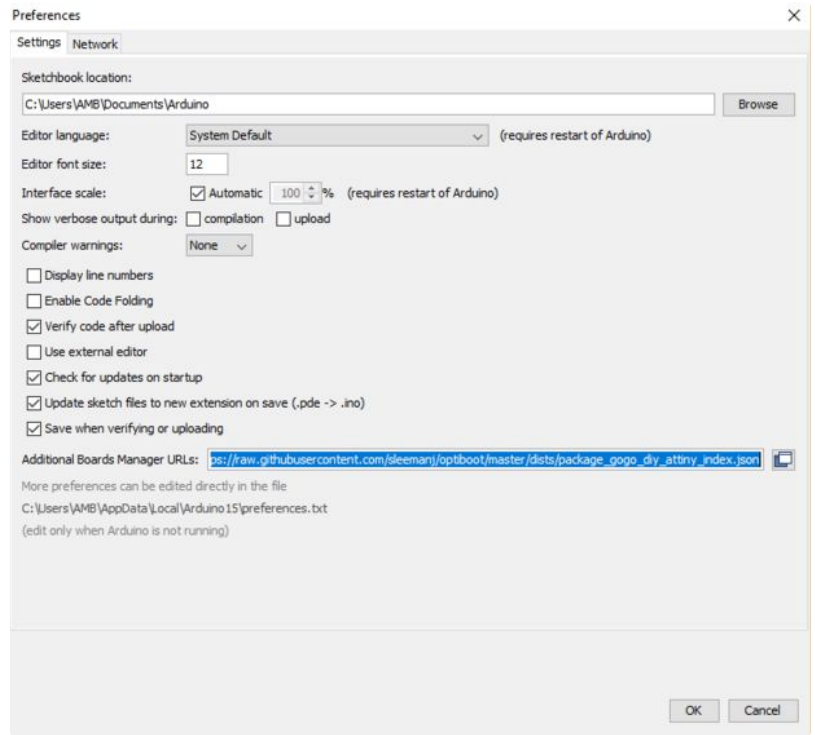 Preferences
Settings Network
Sketchbook location:
C:\Users\AMB\Documents\Arduino Browse
Editor language: System Default (requires restart of Arduino)
Editor font size: 12
Interface scale: Automatic 100 % (requires restart of Arduino)
Show verbose output during: compilation upload
Compiler warnings: None
Display line numbers
Enable Code Folding
Verify code after upload
Use external editor
Check for updates on startup
Update sketch files to new extension on save (.pde -> .ino)
Save when verifying or uploading
Additional Boards Manager URLs: ps://raw.githubusercontent.com/sleemanj/optiboot/master/dists/package_gogo_diy_attiny_index.json
More preferences can be edited directly in the file
C:\Users\AMB\AppData\Local\Arduino15\preferences.txt
(edit only when Arduino is not running)
OK Cancel